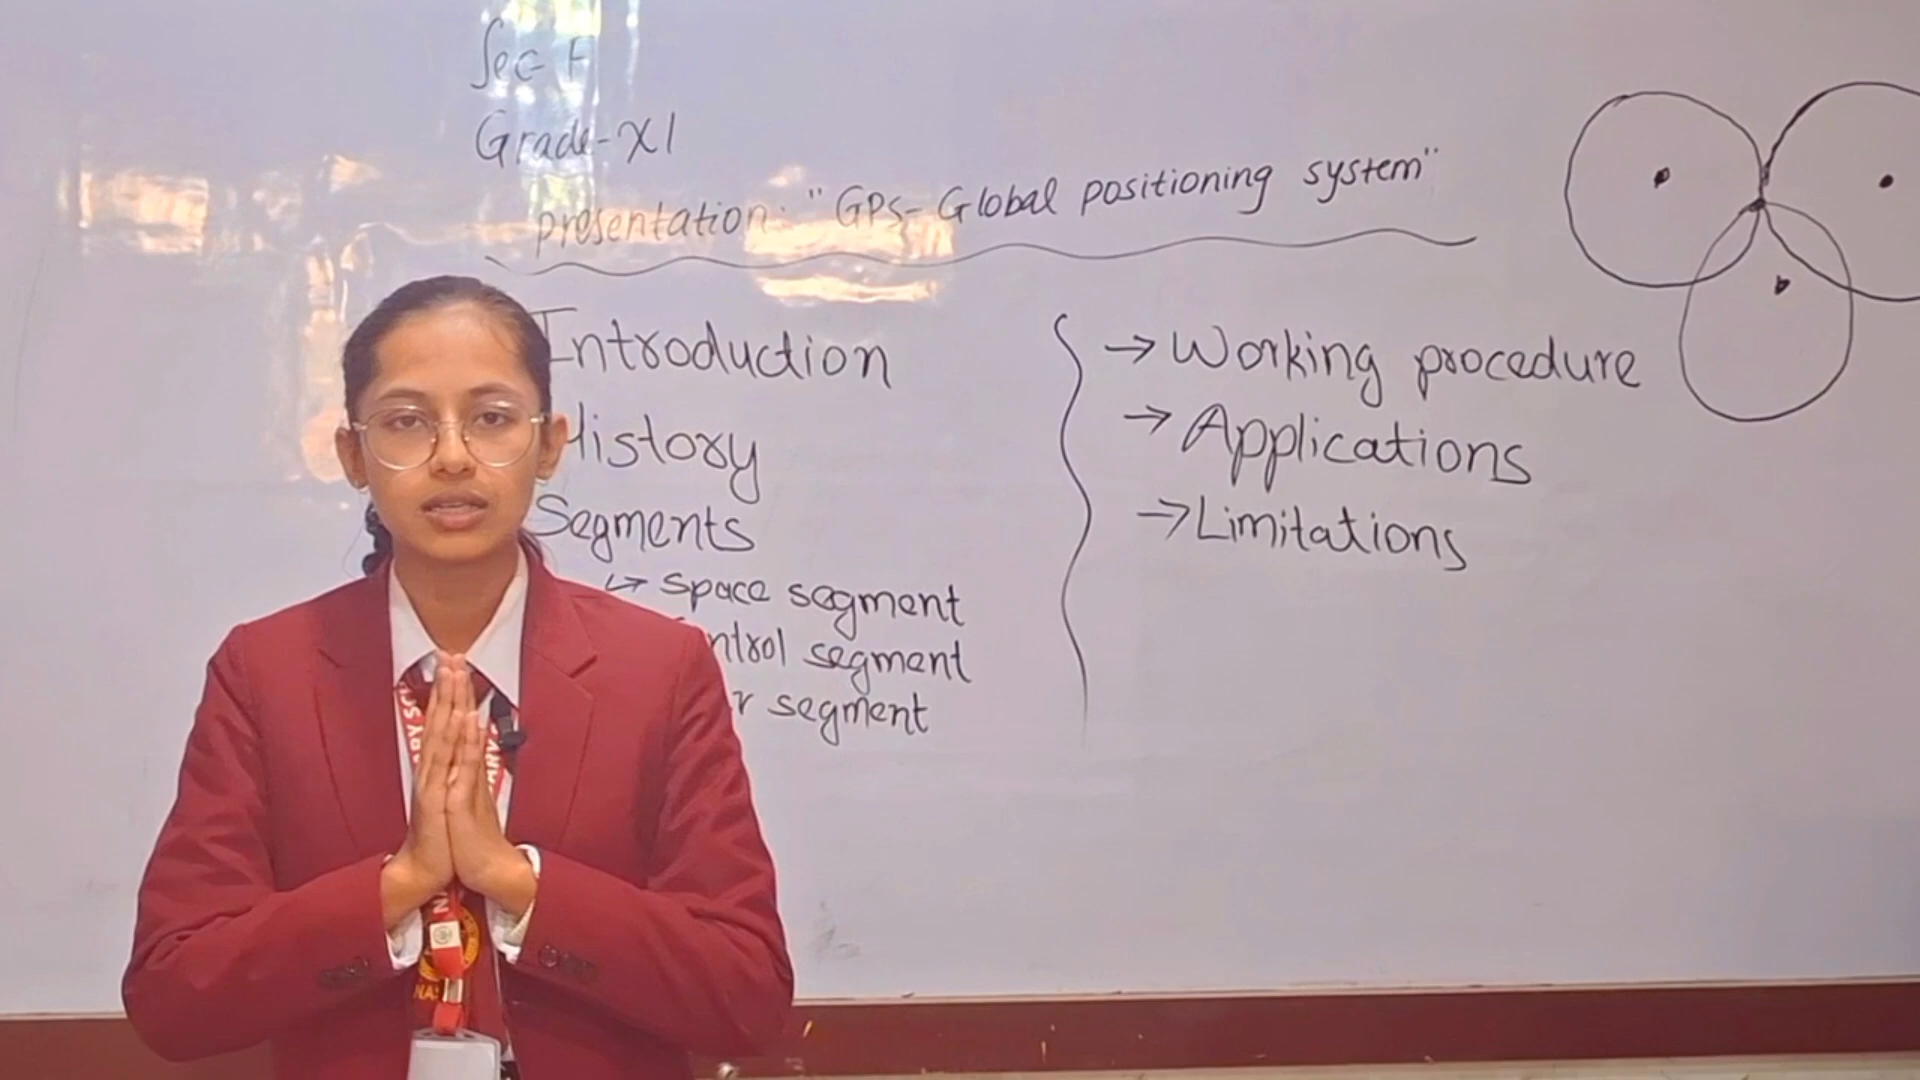 Sec- F
Grade-XI
presentation: "GPS-Global positioning system"
Introduction
History
Segments
↳ space segment
ntrol segment
r segment
→ Working procedure
→ Applications
→ Limitations